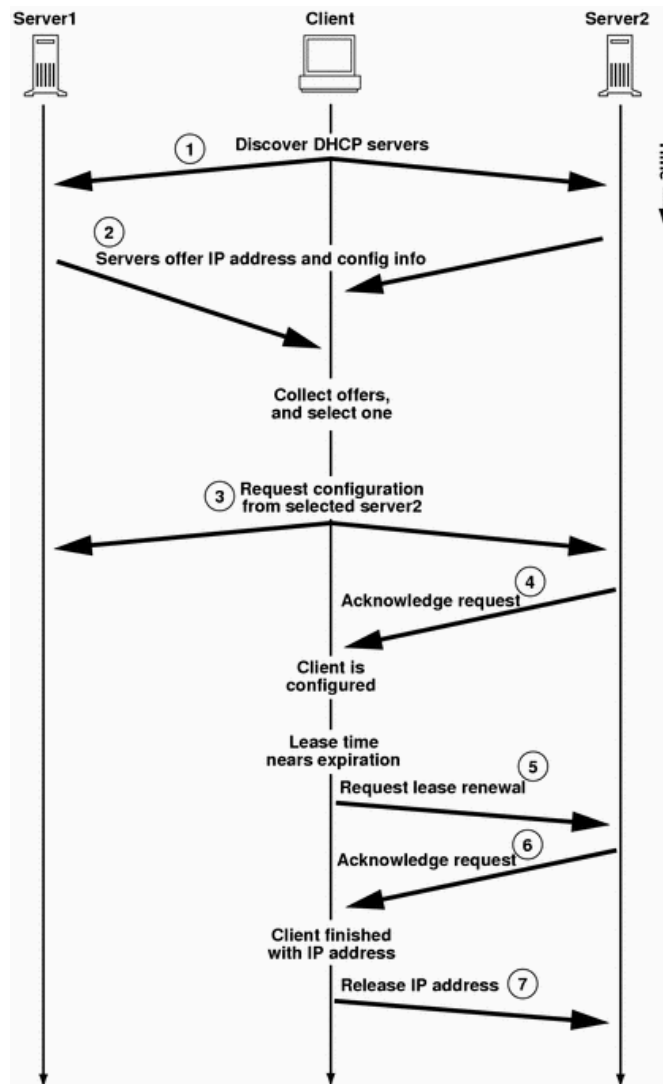 Server1
Client
Server2
1
Discover DHCP servers
2
Servers offer IP address and config info
Collect offers,
and select one
3
Request configuration
from selected server2
4
Acknowledge request
Client is
configured
Lease time
nears expiration
5
Request lease renewal
6
Acknowledge request
Client finished
with IP address
Release IP address
7